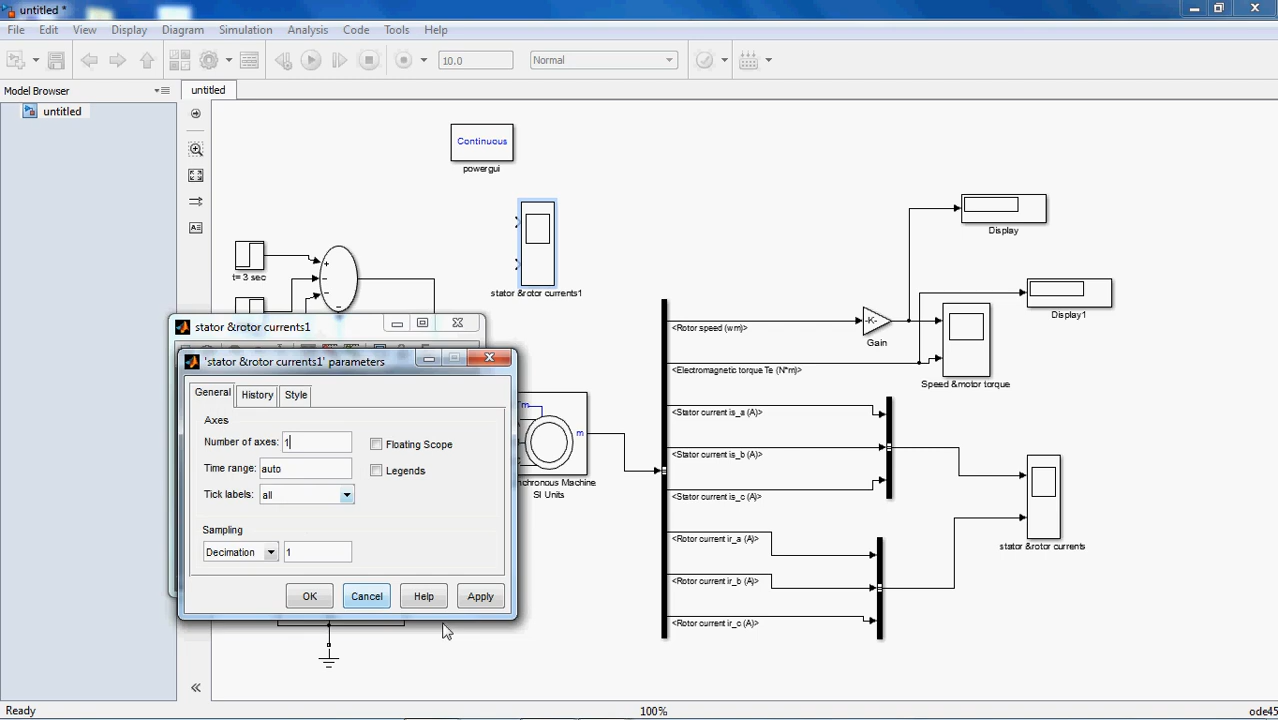 untitled *
File Edit View Display Diagram Simulation Analysis Code Tools Help
10.0 Normal
Model Browser
untitled
untitled
Continuous
powergui
Display
t= 3 sec
stator &rotor currents1
Display1
<Rotor speed (wm)>
-K-
Gain
stator &rotor currents1
<Electromagnetic torque Te (N*m)>
Speed &motor torque
'stator &rotor currents1' parameters
General History Style
Axes
Number of axes: 1
Floating Scope
Time range: auto
Legends
Tick labels: all
Sampling
Decimation 1
OK Cancel Help Apply
Tm
m
chronous Machine
SI Units
<Stator current is_a (A)>
<Stator current is_b (A)>
<Stator current is_c (A)>
<Rotor current ir_a (A)>
<Rotor current ir_b (A)>
<Rotor current ir_c (A)>
stator &rotor currents
Ready 100% ode45